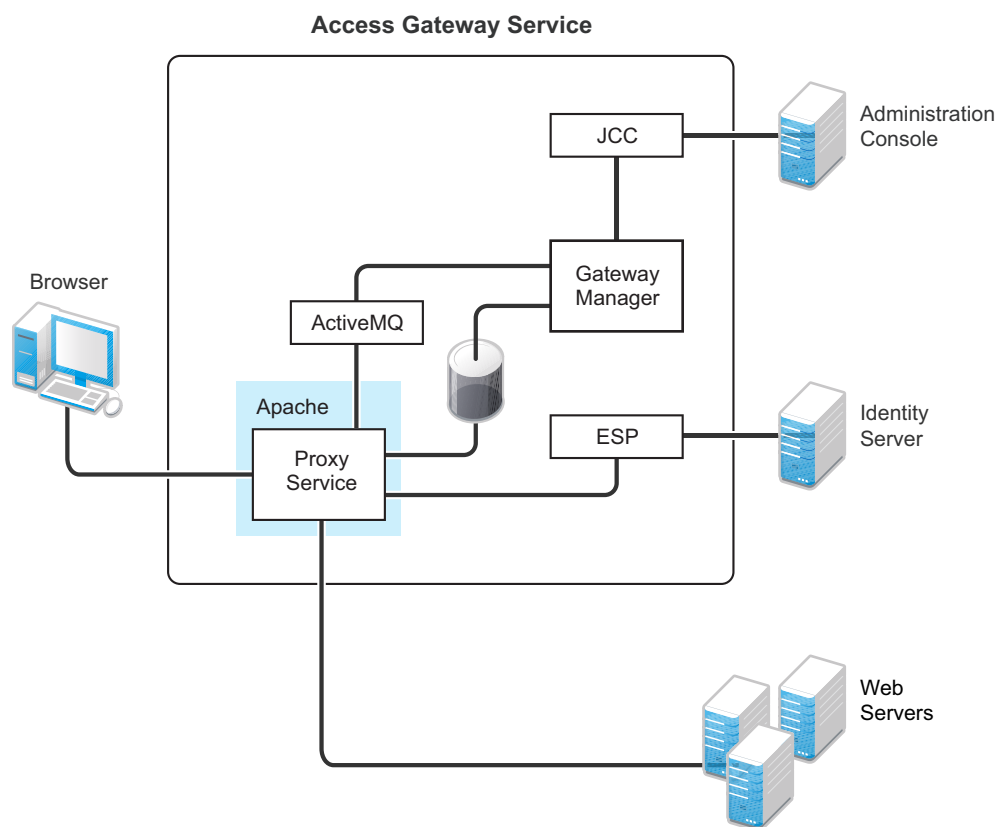 Access Gateway Service
JCC
Administration
Console
Gateway
Manager
Browser
ActiveMQ
Apache
Proxy
Service
ESP
Identity
Server
Web
Servers